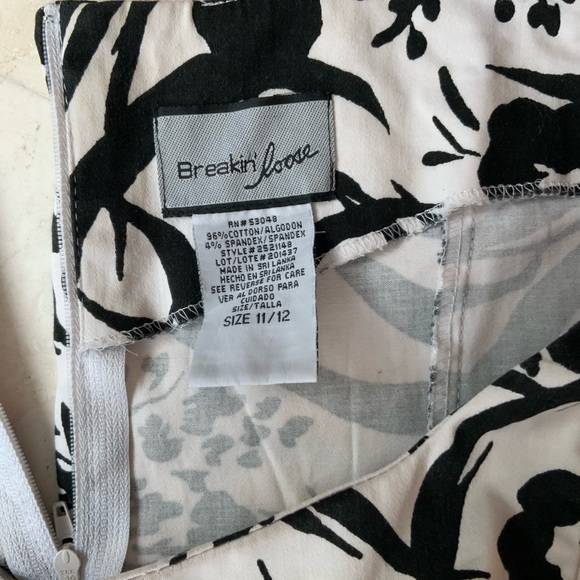 Breakin' loose
RN# 53048
96%COTTON/ALGODON
4% SPANDEX/SPANDEX
STYLE# 2521148
LOT/LOTE# 201437
MADE IN SRI LANKA
HECHO EN SRI LANKA
SEE REVERSE FOR CARE
VER AL DORSO PARA
CUIDADO
SIZE/TALLA
SIZE 11/12